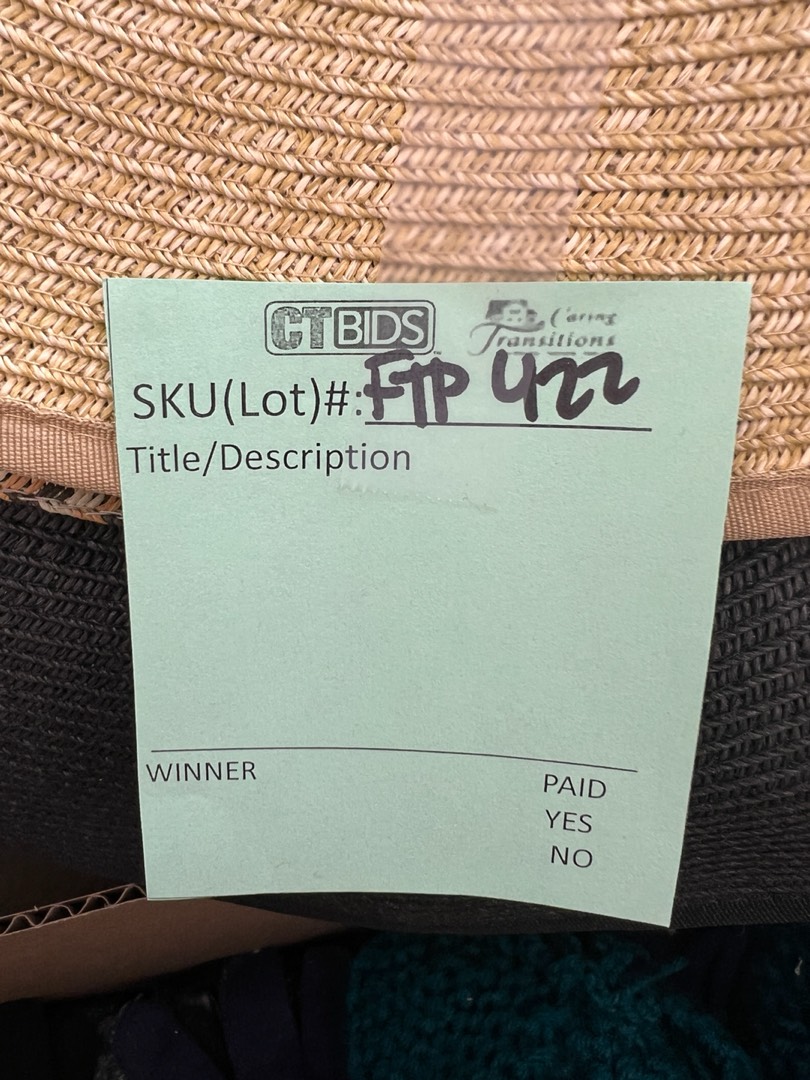 CTBIDS Caring Transitions
SKU(Lot)#: FTP 422
Title/Description
WINNER
PAID
YES
NO